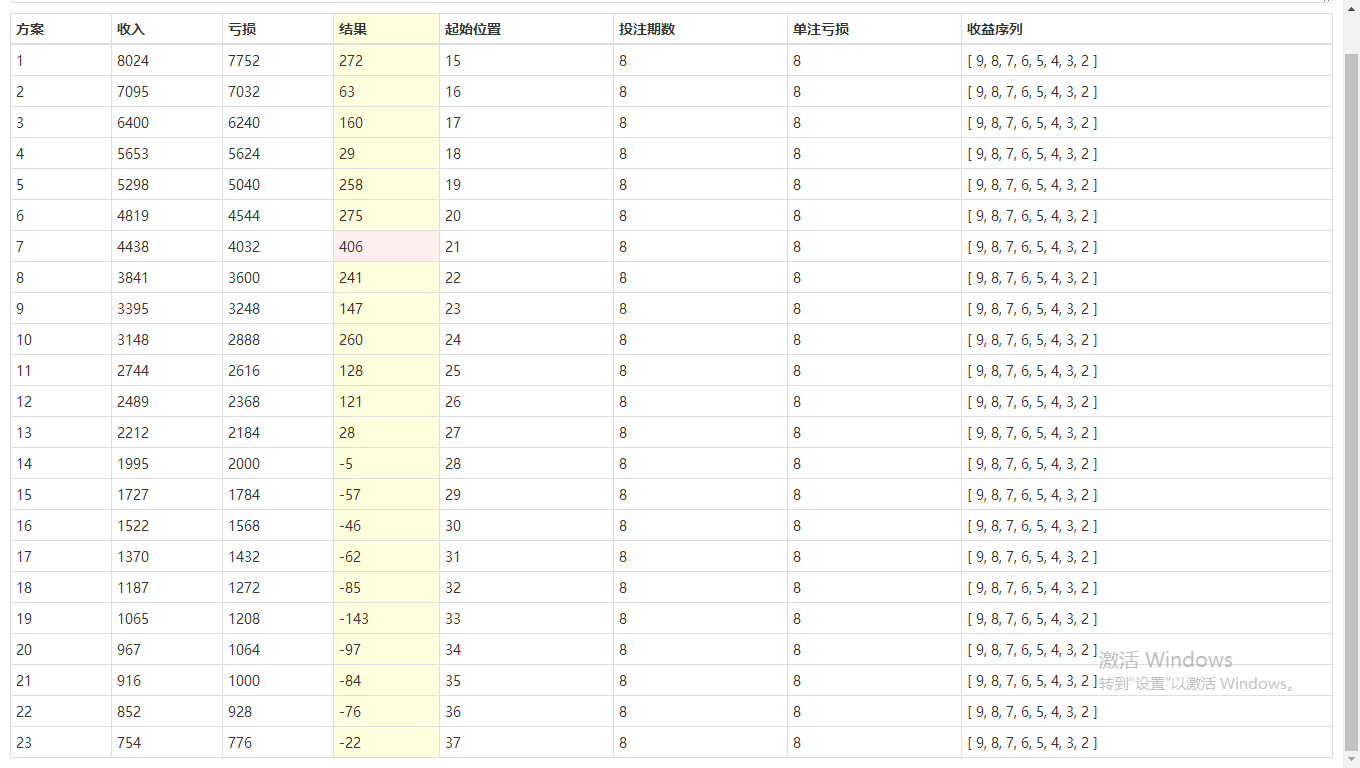 方案 收入 亏损 结果 起始位置 投注期数 单注亏损 收益序列
1 8024 7752 272 15 8 8 [ 9, 8, 7, 6, 5, 4, 3, 2 ]
2 7095 7032 63 16 8 8 [ 9, 8, 7, 6, 5, 4, 3, 2 ]
3 6400 6240 160 17 8 8 [ 9, 8, 7, 6, 5, 4, 3, 2 ]
4 5653 5624 29 18 8 8 [ 9, 8, 7, 6, 5, 4, 3, 2 ]
5 5298 5040 258 19 8 8 [ 9, 8, 7, 6, 5, 4, 3, 2 ]
6 4819 4544 275 20 8 8 [ 9, 8, 7, 6, 5, 4, 3, 2 ]
7 4438 4032 406 21 8 8 [ 9, 8, 7, 6, 5, 4, 3, 2 ]
8 3841 3600 241 22 8 8 [ 9, 8, 7, 6, 5, 4, 3, 2 ]
9 3395 3248 147 23 8 8 [ 9, 8, 7, 6, 5, 4, 3, 2 ]
10 3148 2888 260 24 8 8 [ 9, 8, 7, 6, 5, 4, 3, 2 ]
11 2744 2616 128 25 8 8 [ 9, 8, 7, 6, 5, 4, 3, 2 ]
12 2489 2368 121 26 8 8 [ 9, 8, 7, 6, 5, 4, 3, 2 ]
13 2212 2184 28 27 8 8 [ 9, 8, 7, 6, 5, 4, 3, 2 ]
14 1995 2000 -5 28 8 8 [ 9, 8, 7, 6, 5, 4, 3, 2 ]
15 1727 1784 -57 29 8 8 [ 9, 8, 7, 6, 5, 4, 3, 2 ]
16 1522 1568 -46 30 8 8 [ 9, 8, 7, 6, 5, 4, 3, 2 ]
17 1370 1432 -62 31 8 8 [ 9, 8, 7, 6, 5, 4, 3, 2 ]
18 1187 1272 -85 32 8 8 [ 9, 8, 7, 6, 5, 4, 3, 2 ]
19 1065 1208 -143 33 8 8 [ 9, 8, 7, 6, 5, 4, 3, 2 ]
20 967 1064 -97 34 8 8 [ 9, 8, 7, 6, 5, 4, 3, 2 ]
激活 Windows
21 916 1000 -84 35 8 8 [ 9, 8, 7, 6, 5, 4, 3, 2 ]
转到“设置”以激活 Windows。
22 852 928 -76 36 8 8 [ 9, 8, 7, 6, 5, 4, 3, 2 ]
23 754 776 -22 37 8 8 [ 9, 8, 7, 6, 5, 4, 3, 2 ]